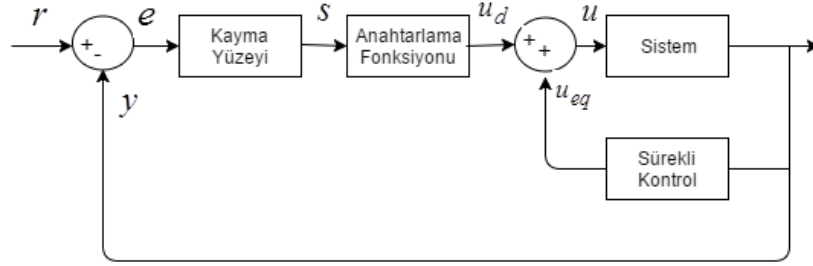 r
+
-
e
Kayma
Yüzeyi
s
Anahtarlama
Fonksiyonu
u_d
+
+
u
Sistem
y
u_eq
Sürekli
Kontrol